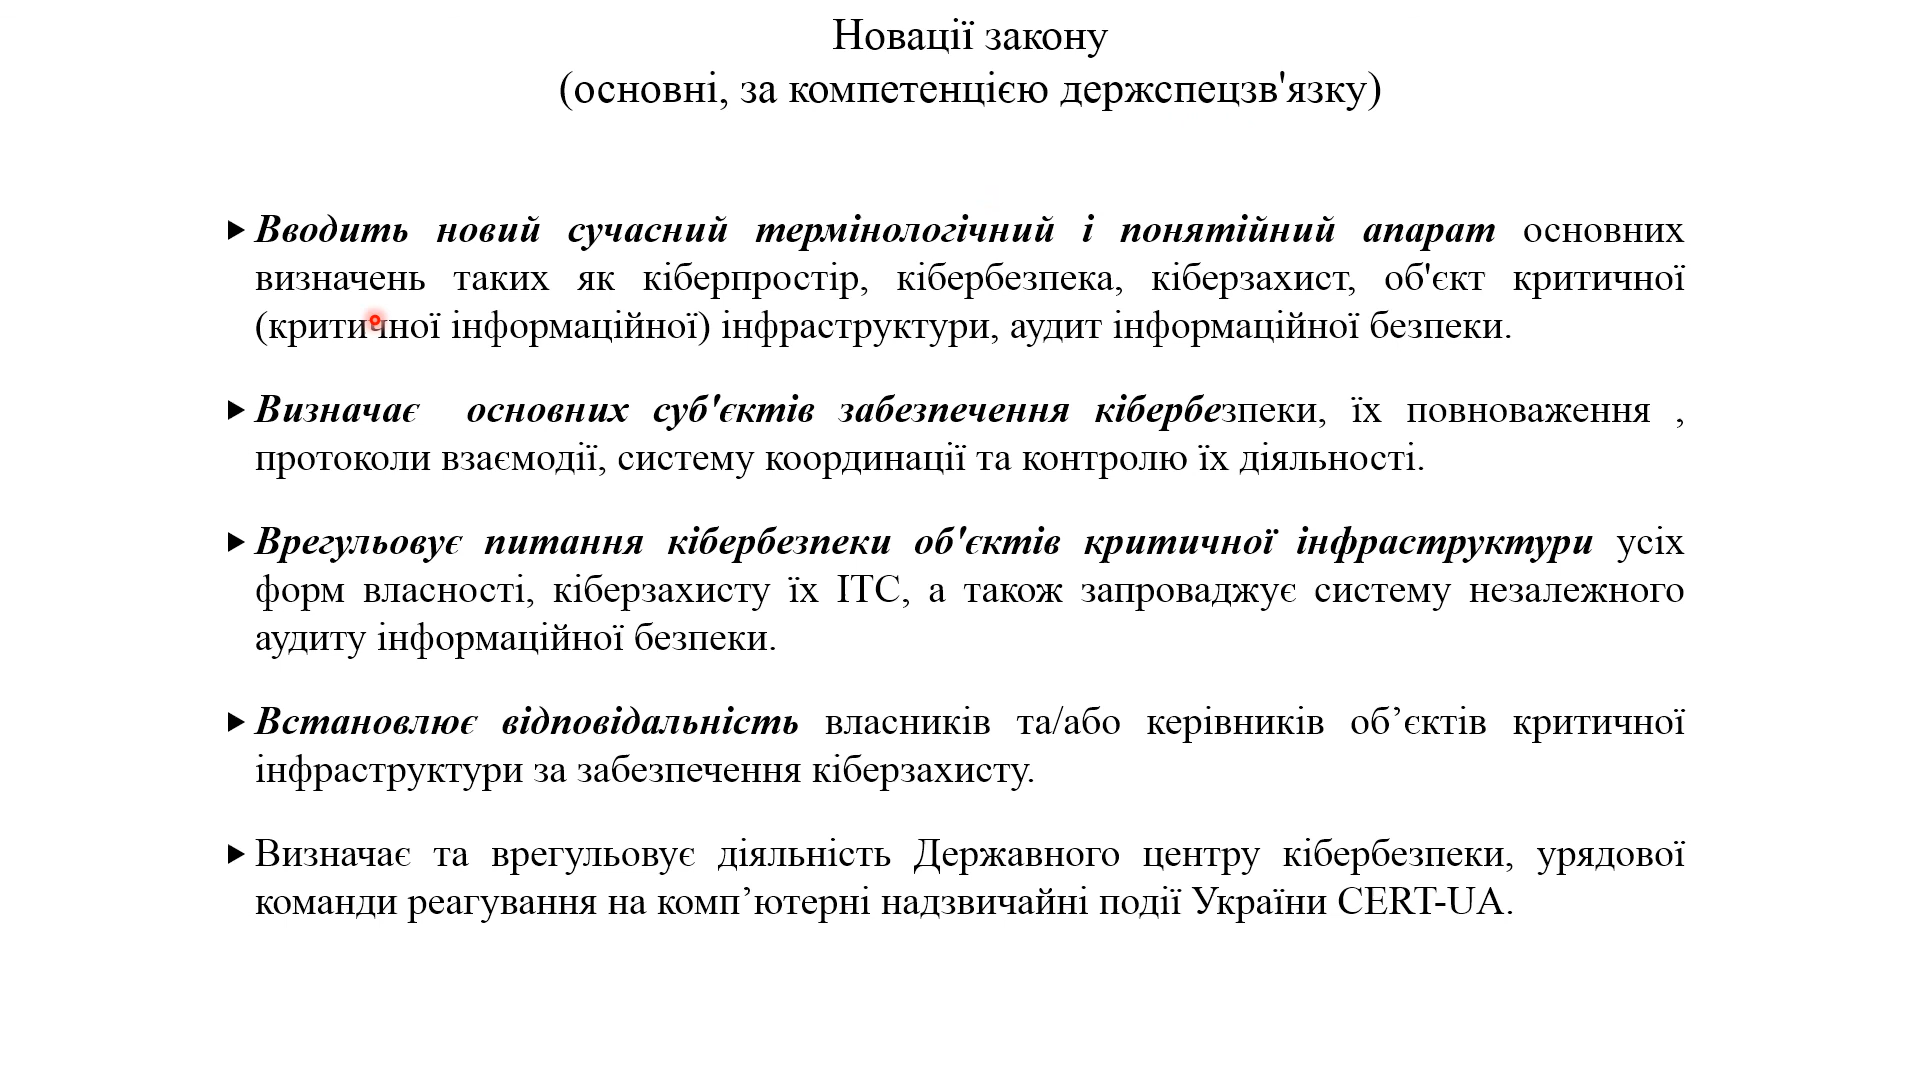 Новації закону
(основні, за компетенцією держспецзв'язку)
Вводить новий сучасний термінологічний і понятійний апарат основних
визначень таких як кіберпростір, кібербезпека, кіберзахист, об'єкт критичної
(критичної інформаційної) інфраструктури, аудит інформаційної безпеки.
Визначає основних суб'єктів забезпечення кібербезпеки, їх повноваження ,
протоколи взаємодії, систему координації та контролю їх діяльності.
Врегульовує питання кібербезпеки об'єктів критичної інфраструктури усіх
форм власності, кіберзахисту їх ІТС, а також запроваджує систему незалежного
аудиту інформаційної безпеки.
Встановлює відповідальність власників та/або керівників об’єктів критичної
інфраструктури за забезпечення кіберзахисту.
Визначає та врегульовує діяльність Державного центру кібербезпеки, урядової
команди реагування на комп’ютерні надзвичайні події України CERT-UA.